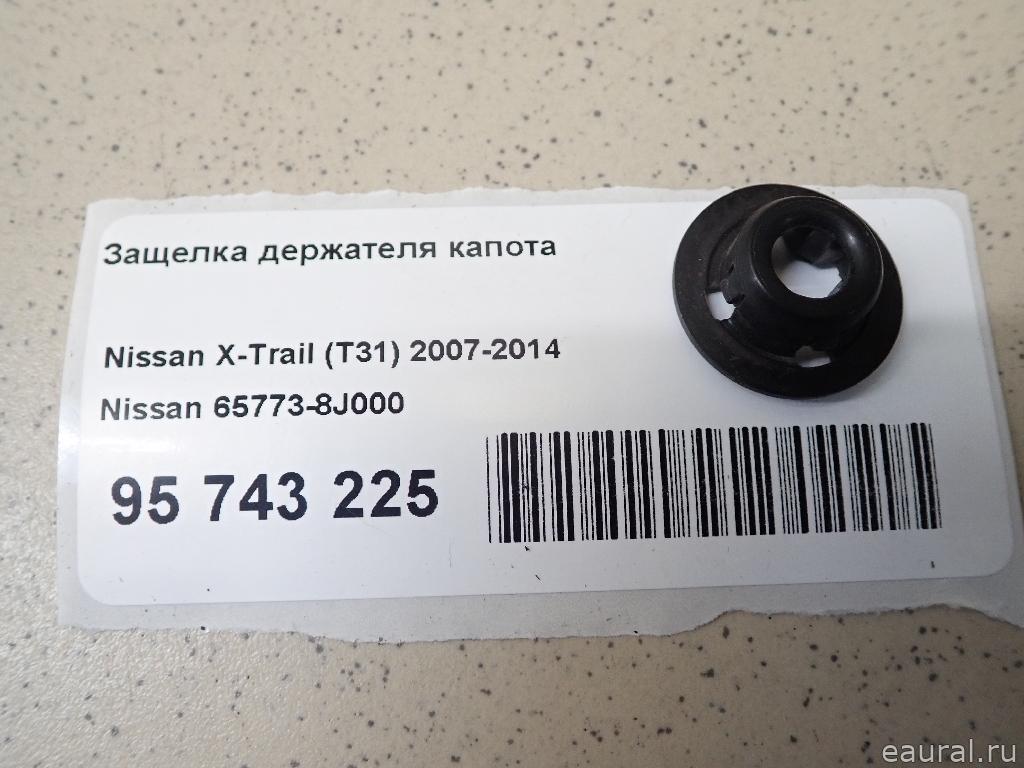 Защелка держателя капота
Nissan X-Trail (T31) 2007-2014
Nissan 65773-8J000
95 743 225
eaural.ru